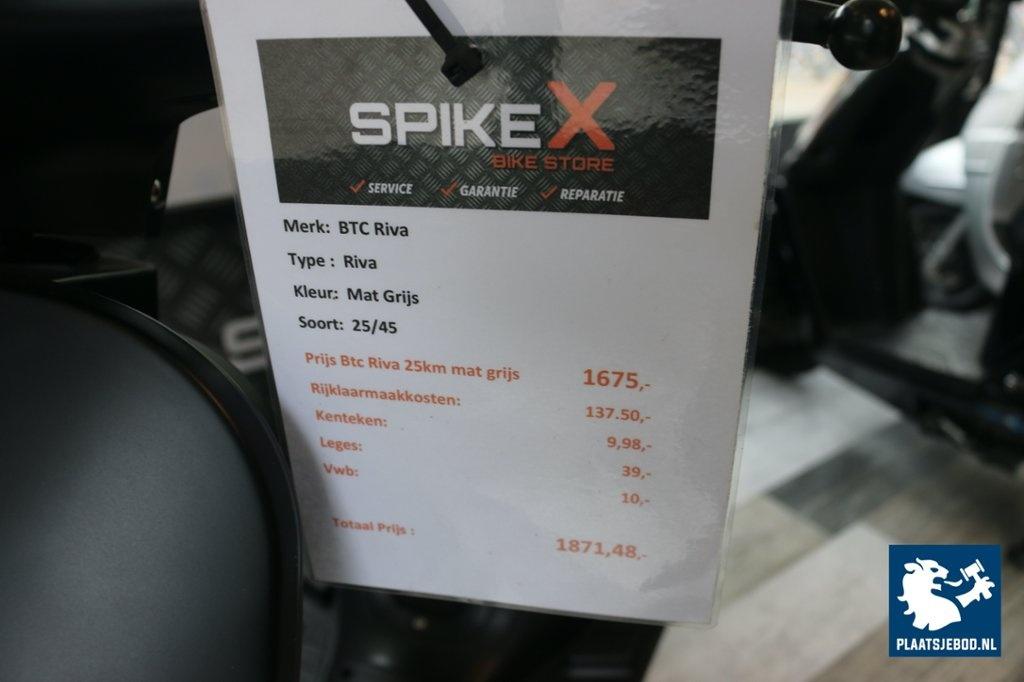 SPIKE X
BIKE STORE
SERVICE GARANTIE REPARATIE
Merk: BTC Riva
Type : Riva
Kleur: Mat Grijs
Soort: 25/45
Prijs Btc Riva 25km mat grijs 1675,-
Rijklaarmaakkosten: 137.50,-
Kenteken: 9,98,-
Leges: 39,-
Vwb: 10,-
Totaal Prijs : 1871,48,-
S
PLAATSJEBOD.NL